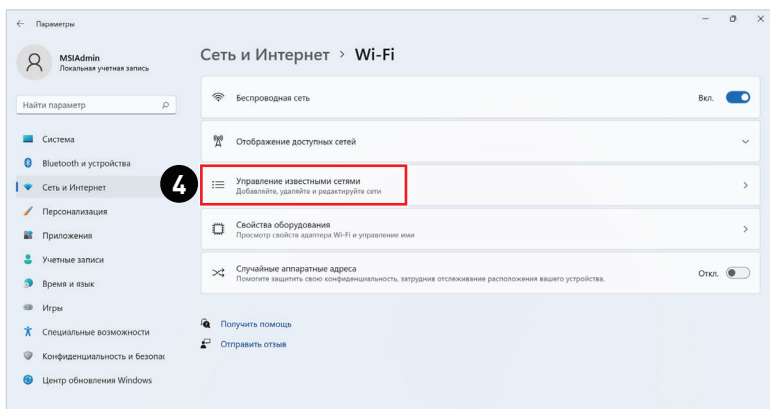 Параметры
MSIAdmin
Локальная учетная запись
Найти параметр
Система
Bluetooth и устройства
Сеть и Интернет
Персонализация
Приложения
Учетные записи
Время и язык
Игры
Специальные возможности
Конфиденциальность и безопас
Центр обновления Windows
Сеть и Интернет > Wi-Fi
Беспроводная сеть
Вкл.
Отображение доступных сетей
4
Управление известными сетями
Добавляйте, удаляйте и редактируйте сети
Свойства оборудования
Просмотр свойств адаптера Wi-Fi и управление ими
Случайные аппаратные адреса
Помогите защитить свою конфиденциальность, затруднив отслеживание расположения вашего устройства.
Откл.
Получить помощь
Отправить отзыв